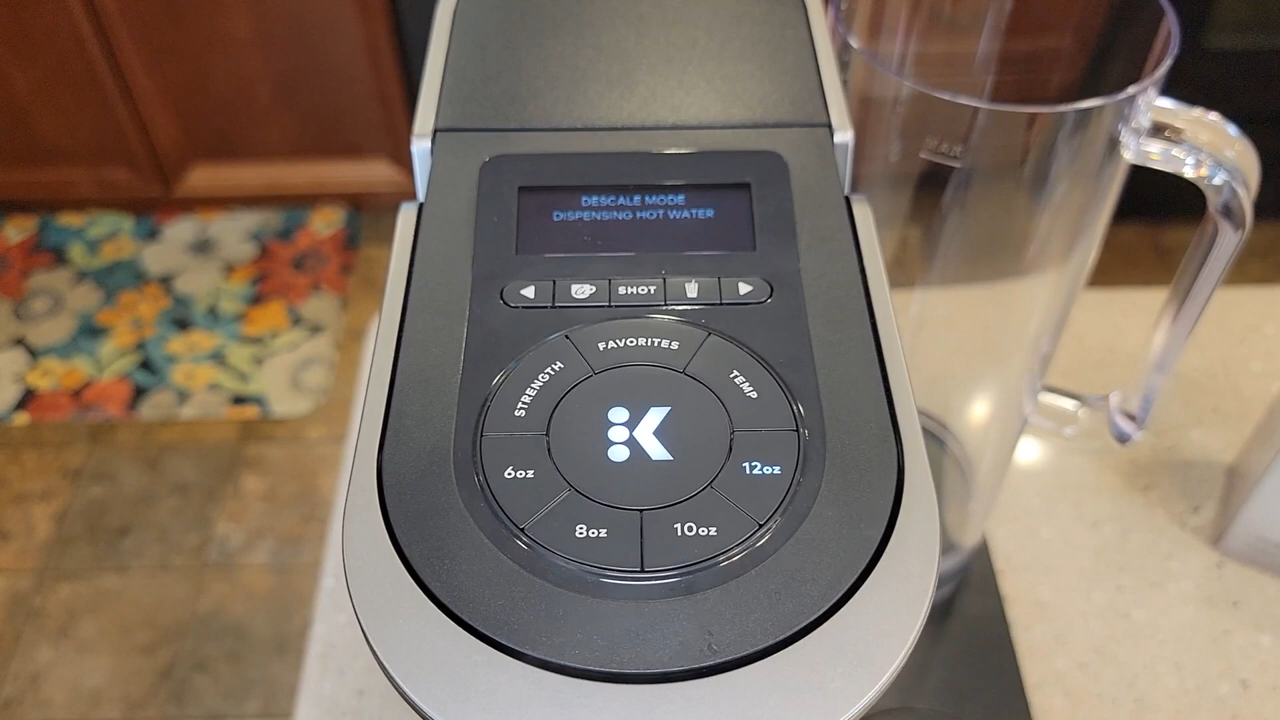 DESCALE MODE
DISPENSING HOT WATER
SHOT
FAVORITES
STRENGTH
TEMP
6oz
12oz
8oz
10oz
K